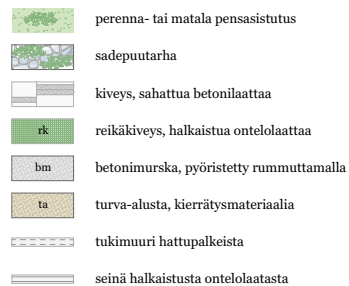 perenna- tai matala pensasistutus
sadepuutarha
kiveys, sahattua betonilaattaa
rk reikäkiveys, halkaistua ontelolaattaa
bm betonimurska, pyöristetty rummuttamalla
ta turva-alusta, kierrätysmateriaalia
tukimuuri hattupalkeista
seinä halkaistusta ontelolaatasta